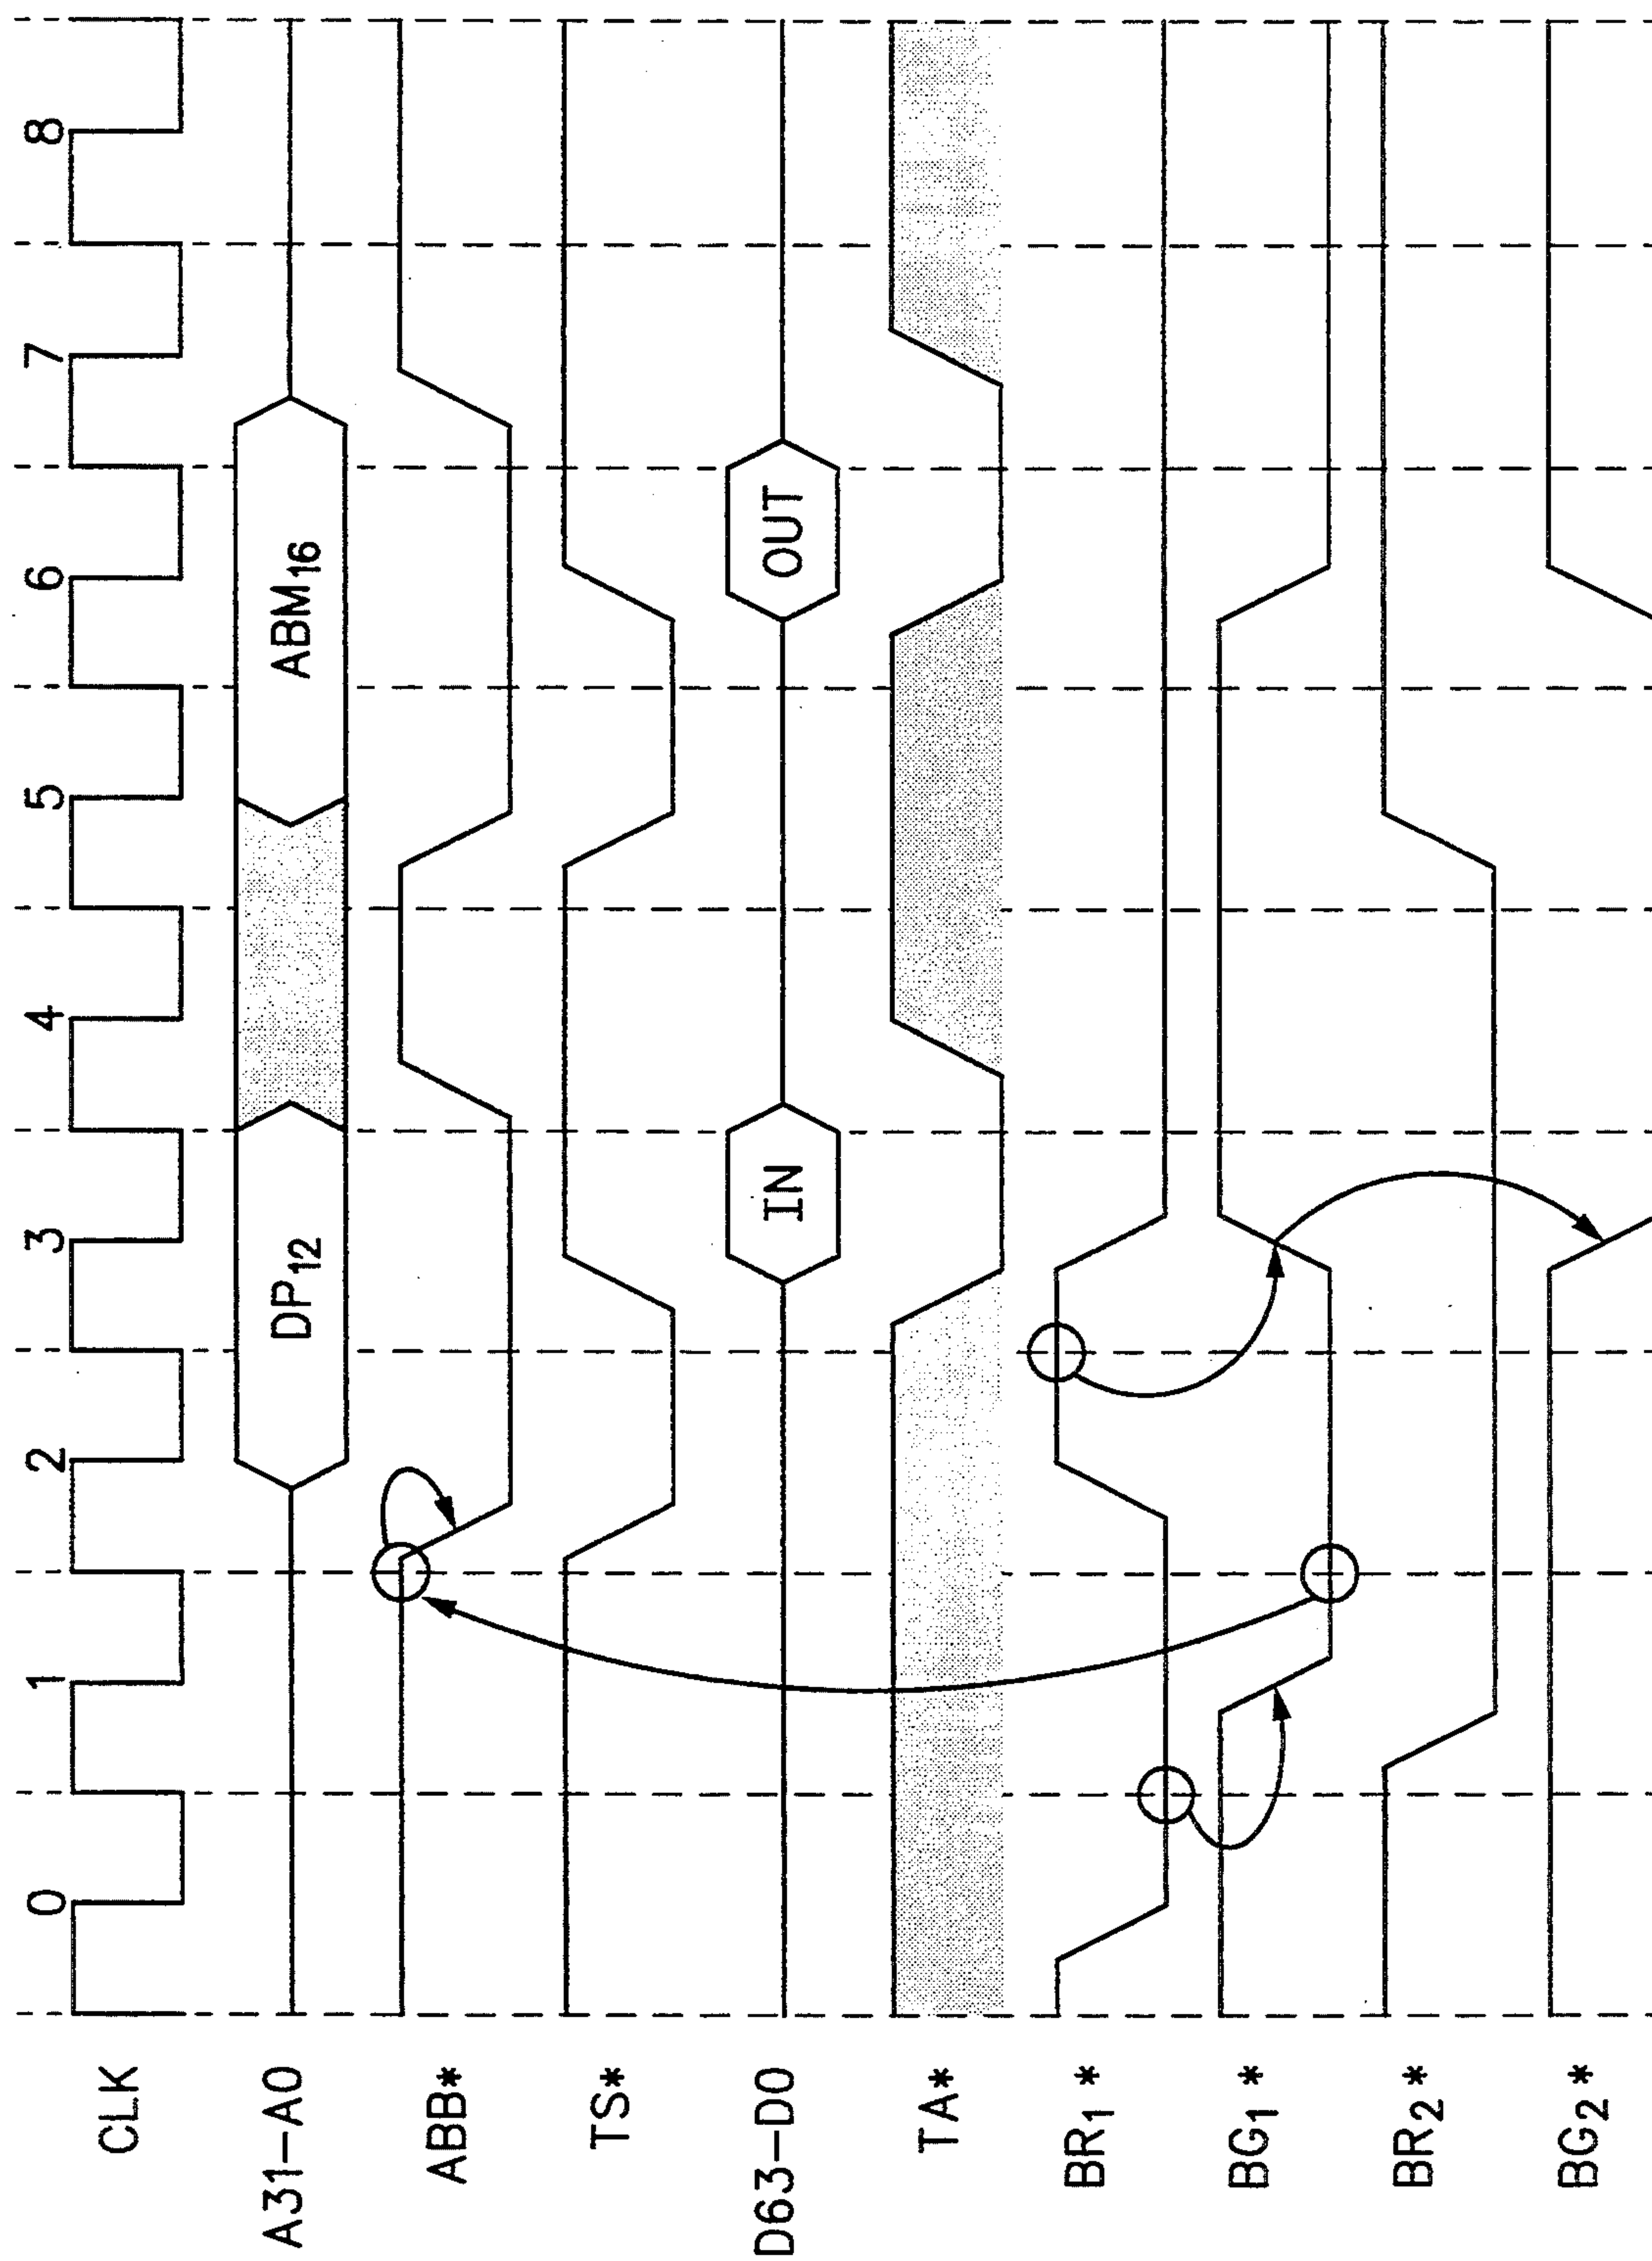 0 1 2 3 4 5 6 7 8
CLK
A31-A0 DP12 ABM16
ABB*
TS*
D63-D0 IN OUT
TA*
BR1*
BG1*
BR2*
BG2*